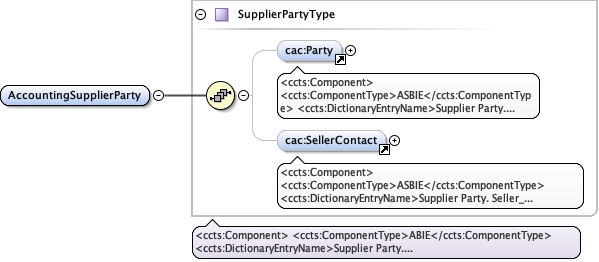 SupplierPartyType
cac:Party
<ccts:Component>
<ccts:ComponentType>ASBIE</ccts:ComponentTyp
e> <ccts:DictionaryEntryName>Supplier Party....
AccountingSupplierParty
cac:SellerContact
<ccts:Component>
<ccts:ComponentType>ASBIE</ccts:ComponentType>
<ccts:DictionaryEntryName>Supplier Party. Seller_...
<ccts:Component> <ccts:ComponentType>ABIE</ccts:ComponentType>
<ccts:DictionaryEntryName>Supplier Party....